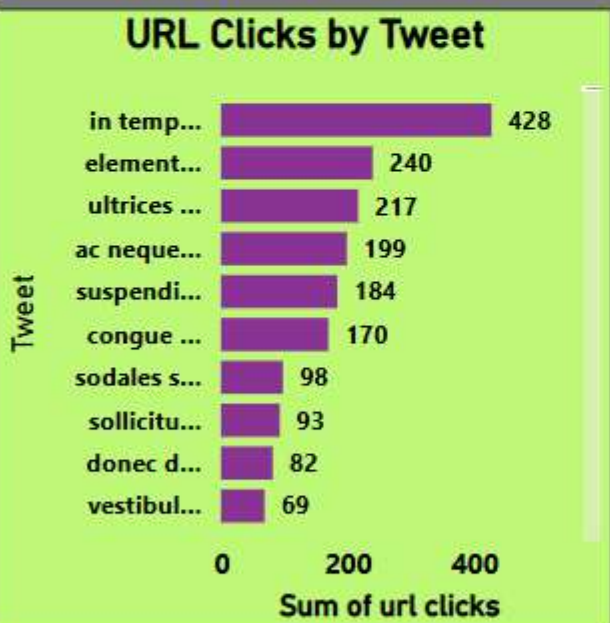 URL Clicks by Tweet
Tweet
in temp... 428
element... 240
ultrices ... 217
ac neque... 199
suspendi... 184
congue ... 170
sodales s... 98
sollicitu... 93
donec d... 82
vestibul... 69
0 200 400
Sum of url clicks